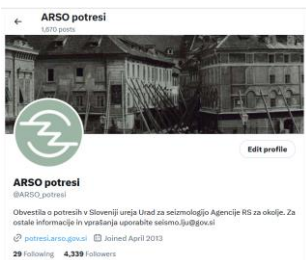 ARSO potresi
1,670 posts
Edit profile
ARSO potresi
@ARSO_potresi
Obvestila o potresih v Sloveniji ureja Urad za seizmologijo Agencije RS za okolje. Za
ostale informacije in vprašanja uporabite seismo.lju@gov.si
potresi.arso.gov.si Joined April 2013
29 Following 4,339 Followers